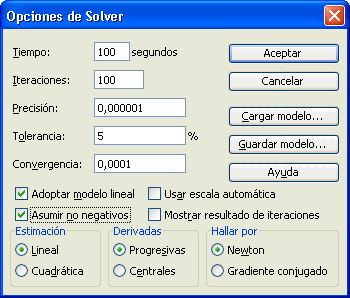 Opciones de Solver
Tiempo: 100 segundos Aceptar
Iteraciones: 100 Cancelar
Precisión: 0,000001 Cargar modelo...
Tolerancia: 5 % Guardar modelo...
Convergencia: 0,0001 Ayuda
Adoptar modelo lineal Usar escala automática
Asumir no negativos Mostrar resultado de iteraciones
Estimación Derivadas Hallar por
Lineal Progresivas Newton
Cuadrática Centrales Gradiente conjugado